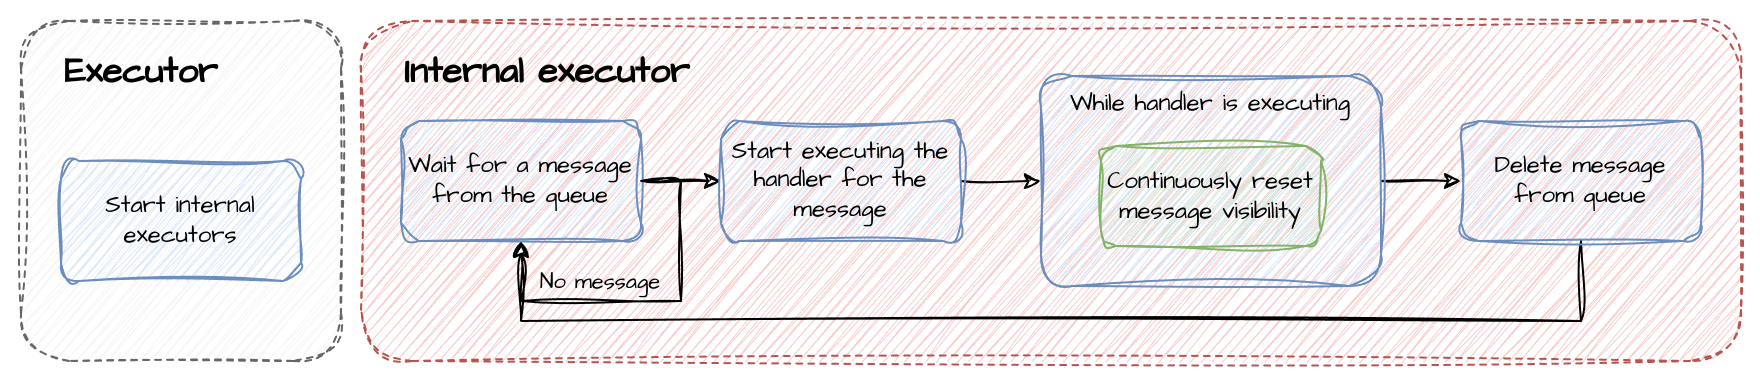 Executor
Start internal
executors
Internal executor
Wait for a message
from the queue
No message
Start executing the
handler for the
message
While handler is executing
Continuously reset
message visibility
Delete message
from queue